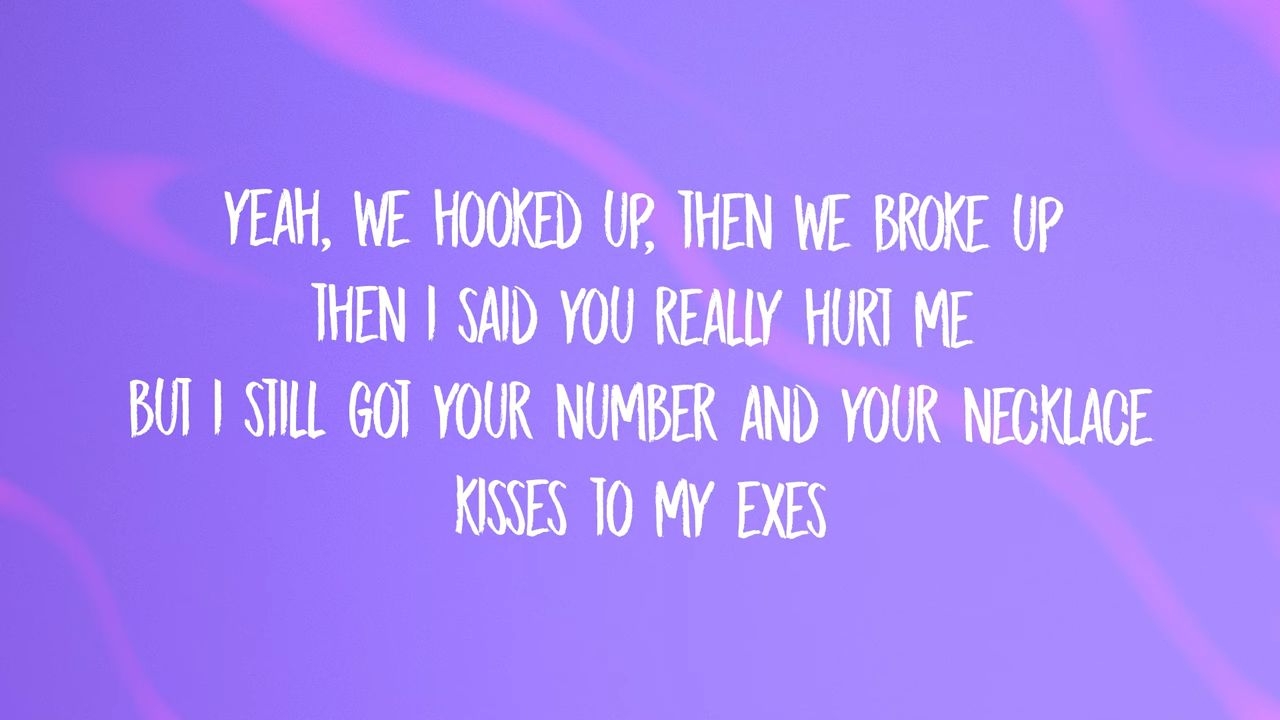 YEAH, WE HOOKED UP, THEN WE BROKE UP
THEN I SAID YOU REALLY HURT ME
BUT I STILL GOT YOUR NUMBER AND YOUR NECKLACE
KISSES TO MY EXES